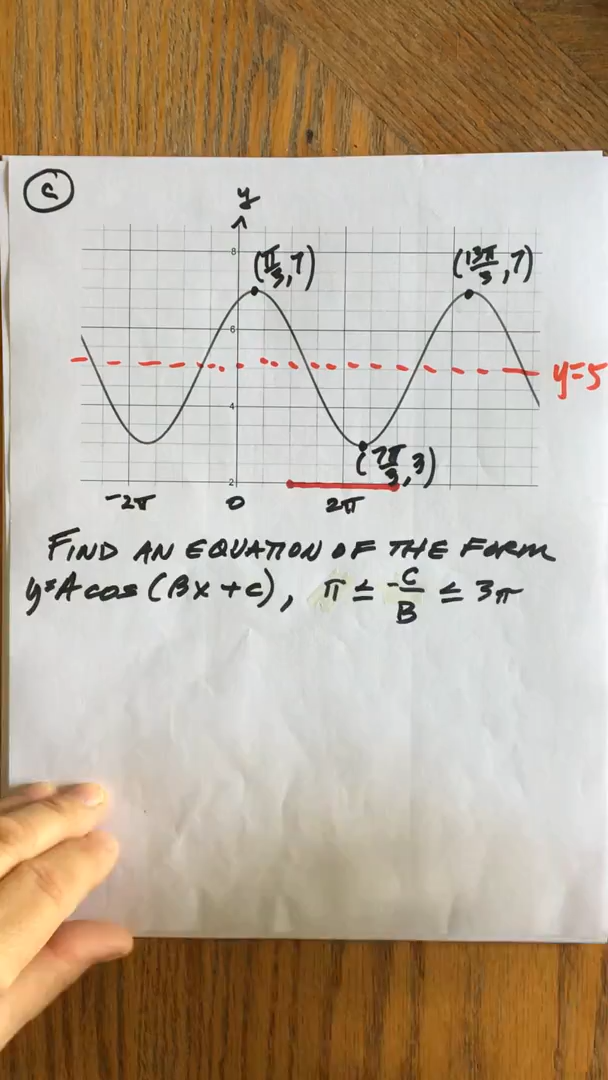 a
y
8
(π/3, 7)
(13π/3, 7)
6
y=5
4
(7π/3, 3)
2
-2π 0 2π
FIND AN EQUATION OF THE FORM
y=A cos (Bx + c), π ≤ -C/B ≤ 3π